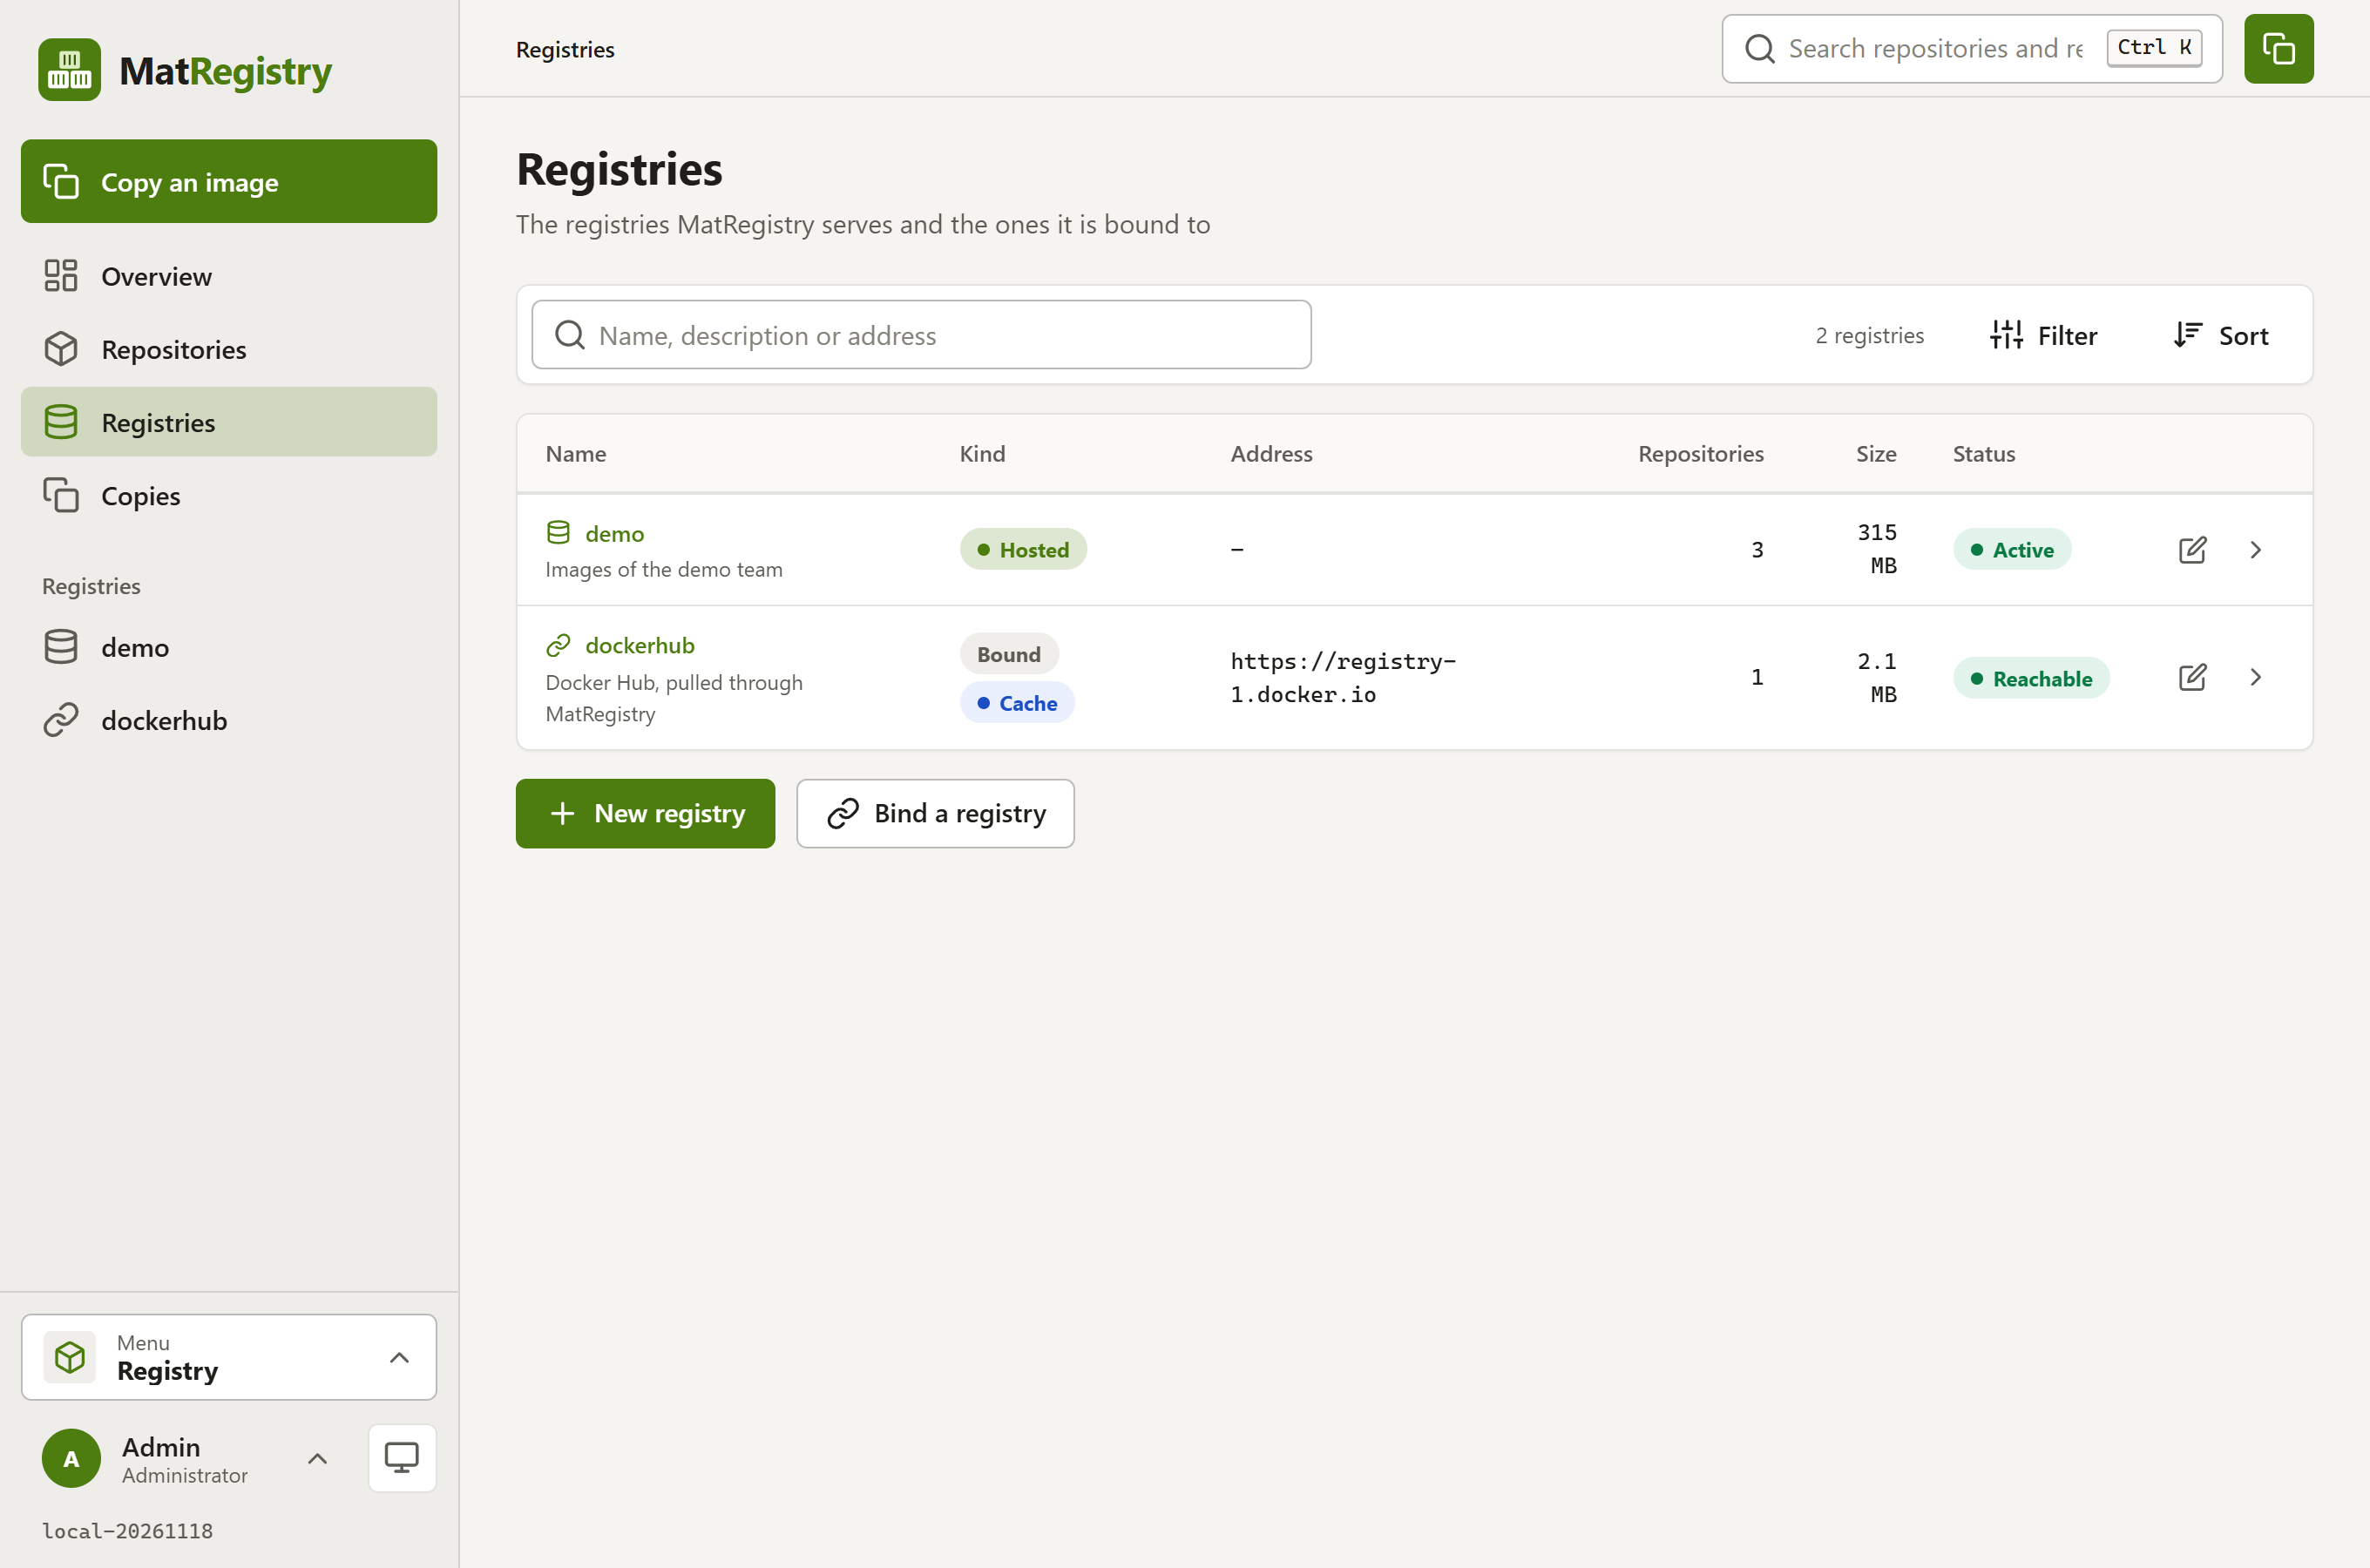 MatRegistry
Copy an image
Overview
Repositories
Registries
Copies
Registries
demo
dockerhub
Menu
Registry
A
Admin
Administrator
local-20261118
Registries
Search repositories and re
Ctrl K
Registries
The registries MatRegistry serves and the ones it is bound to
Name, description or address
2 registries
Filter
Sort
Name Kind Address Repositories Size Status
demo
Images of the demo team
Hosted
–
3
315
MB
Active
dockerhub
Docker Hub, pulled through
MatRegistry
Bound
Cache
https://registry-
1.docker.io
1
2.1
MB
Reachable
New registry
Bind a registry